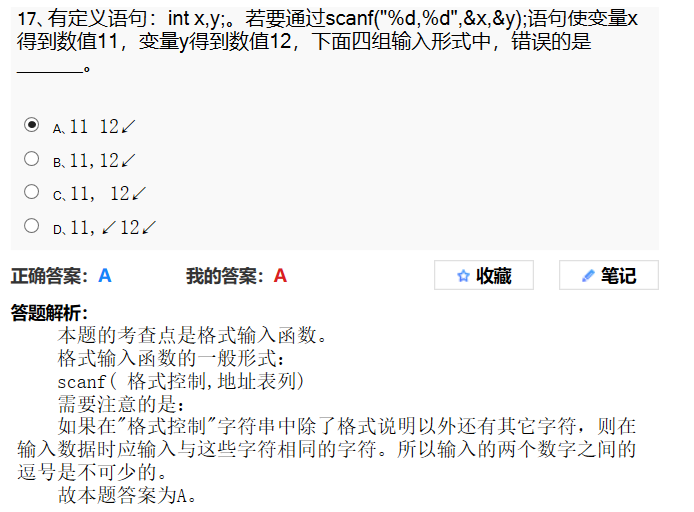 17、有定义语句：int x,y;。若要通过scanf("%d,%d",&x,&y);语句使变量x
得到数值11，变量y得到数值12，下面四组输入形式中，错误的是
______。
A、11 12↙
B、11,12↙
C、11, 12↙
D、11,↙12↙
正确答案：A 我的答案：A 收藏 笔记
答题解析：
本题的考查点是格式输入函数。
格式输入函数的一般形式：
scanf( 格式控制,地址表列)
需要注意的是：
如果在"格式控制"字符串中除了格式说明以外还有其它字符，则在
输入数据时应输入与这些字符相同的字符。所以输入的两个数字之间的
逗号是不可少的。
故本题答案为A。